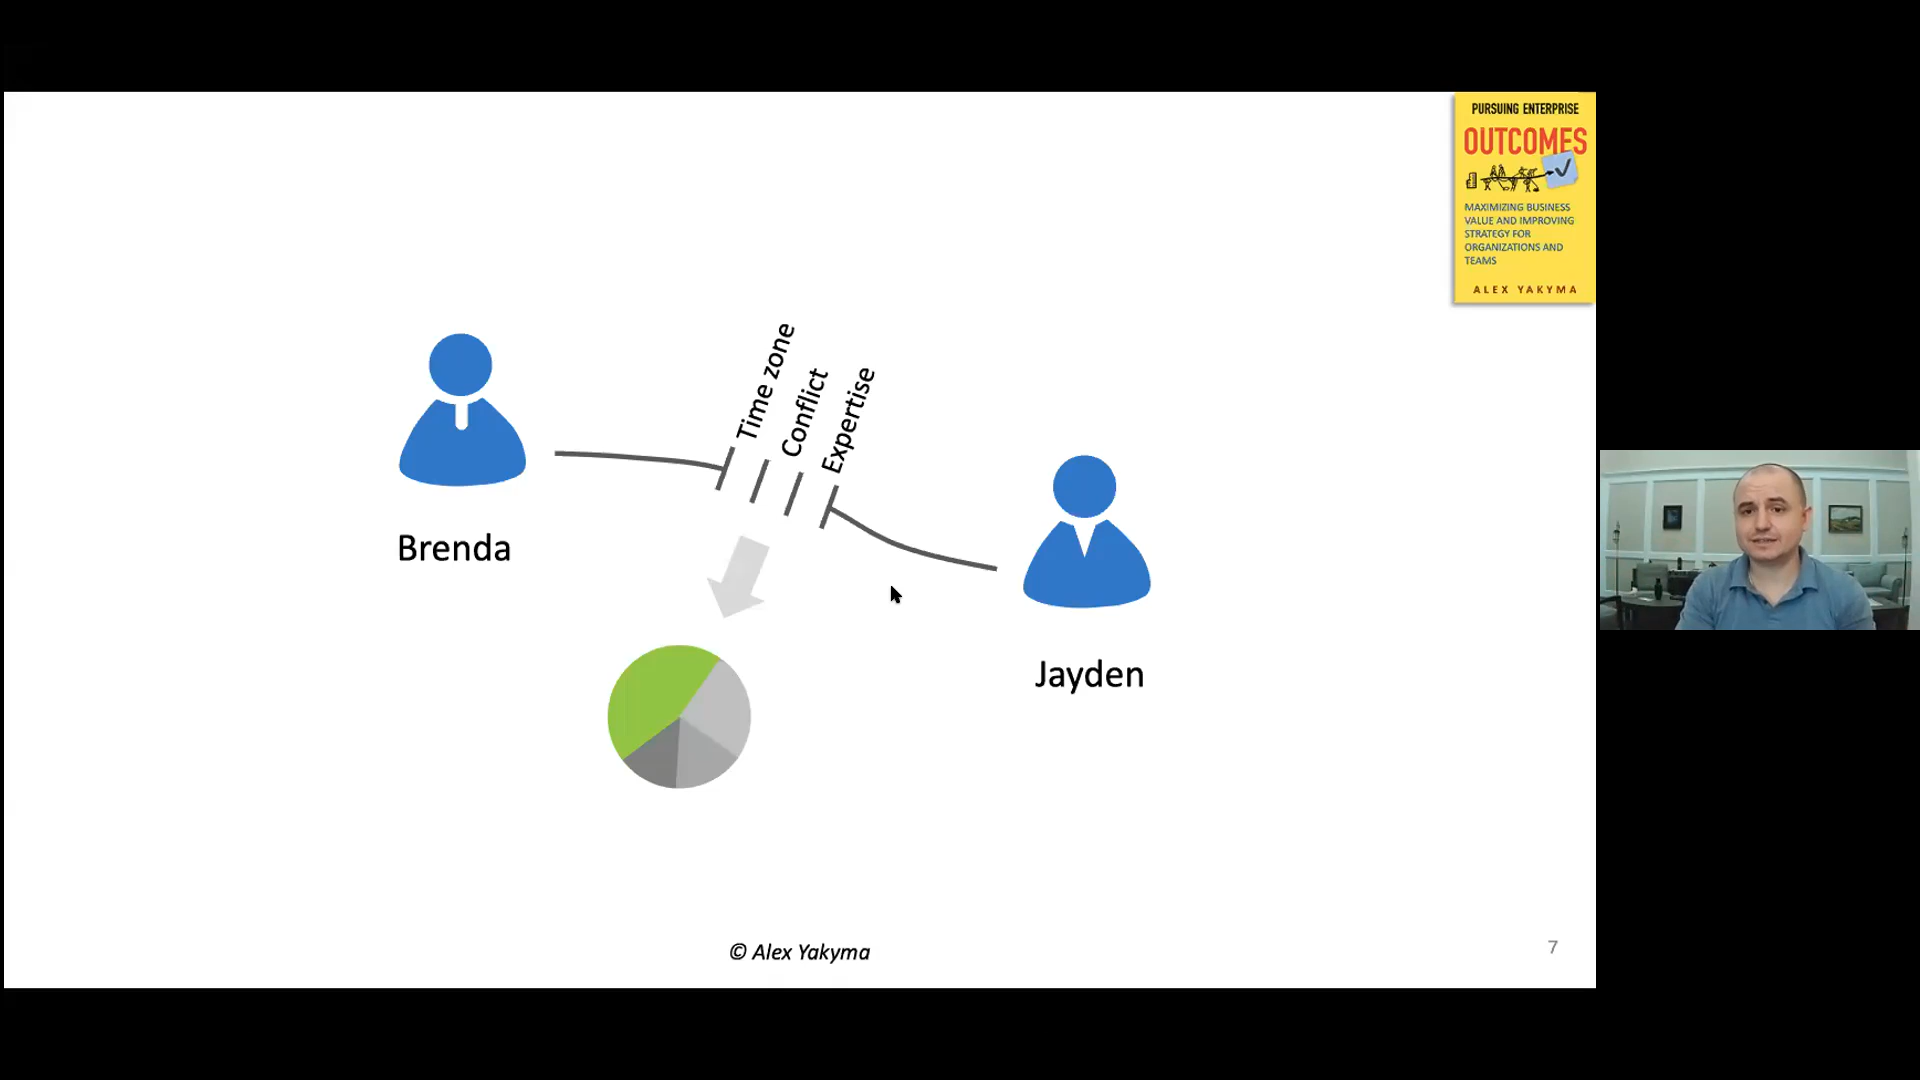 PURSUING ENTERPRISE
OUTCOMES
MAXIMIZING BUSINESS
VALUE AND IMPROVING
STRATEGY FOR
ORGANIZATIONS AND
TEAMS
ALEX YAKYMA
Time zone
Conflict
Expertise
Brenda
Jayden
© Alex Yakyma
7